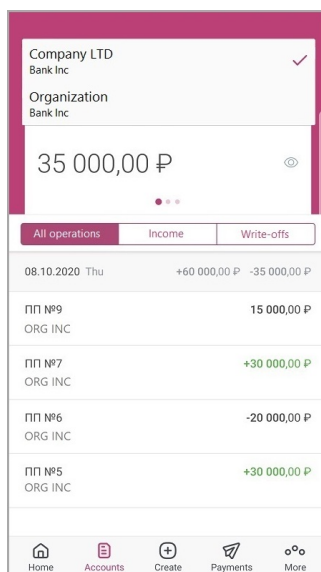 Company LTD
Bank Inc
Organization
Bank Inc
35 000,00 ₽
All operations Income Write-offs
08.10.2020 Thu +60 000,00 ₽ -35 000,00 ₽
ПП №9 15 000,00 ₽
ORG INC
ПП №7 +30 000,00 ₽
ORG INC
ПП №6 -20 000,00 ₽
ORG INC
ПП №5 +30 000,00 ₽
ORG INC
Home Accounts Create Payments More